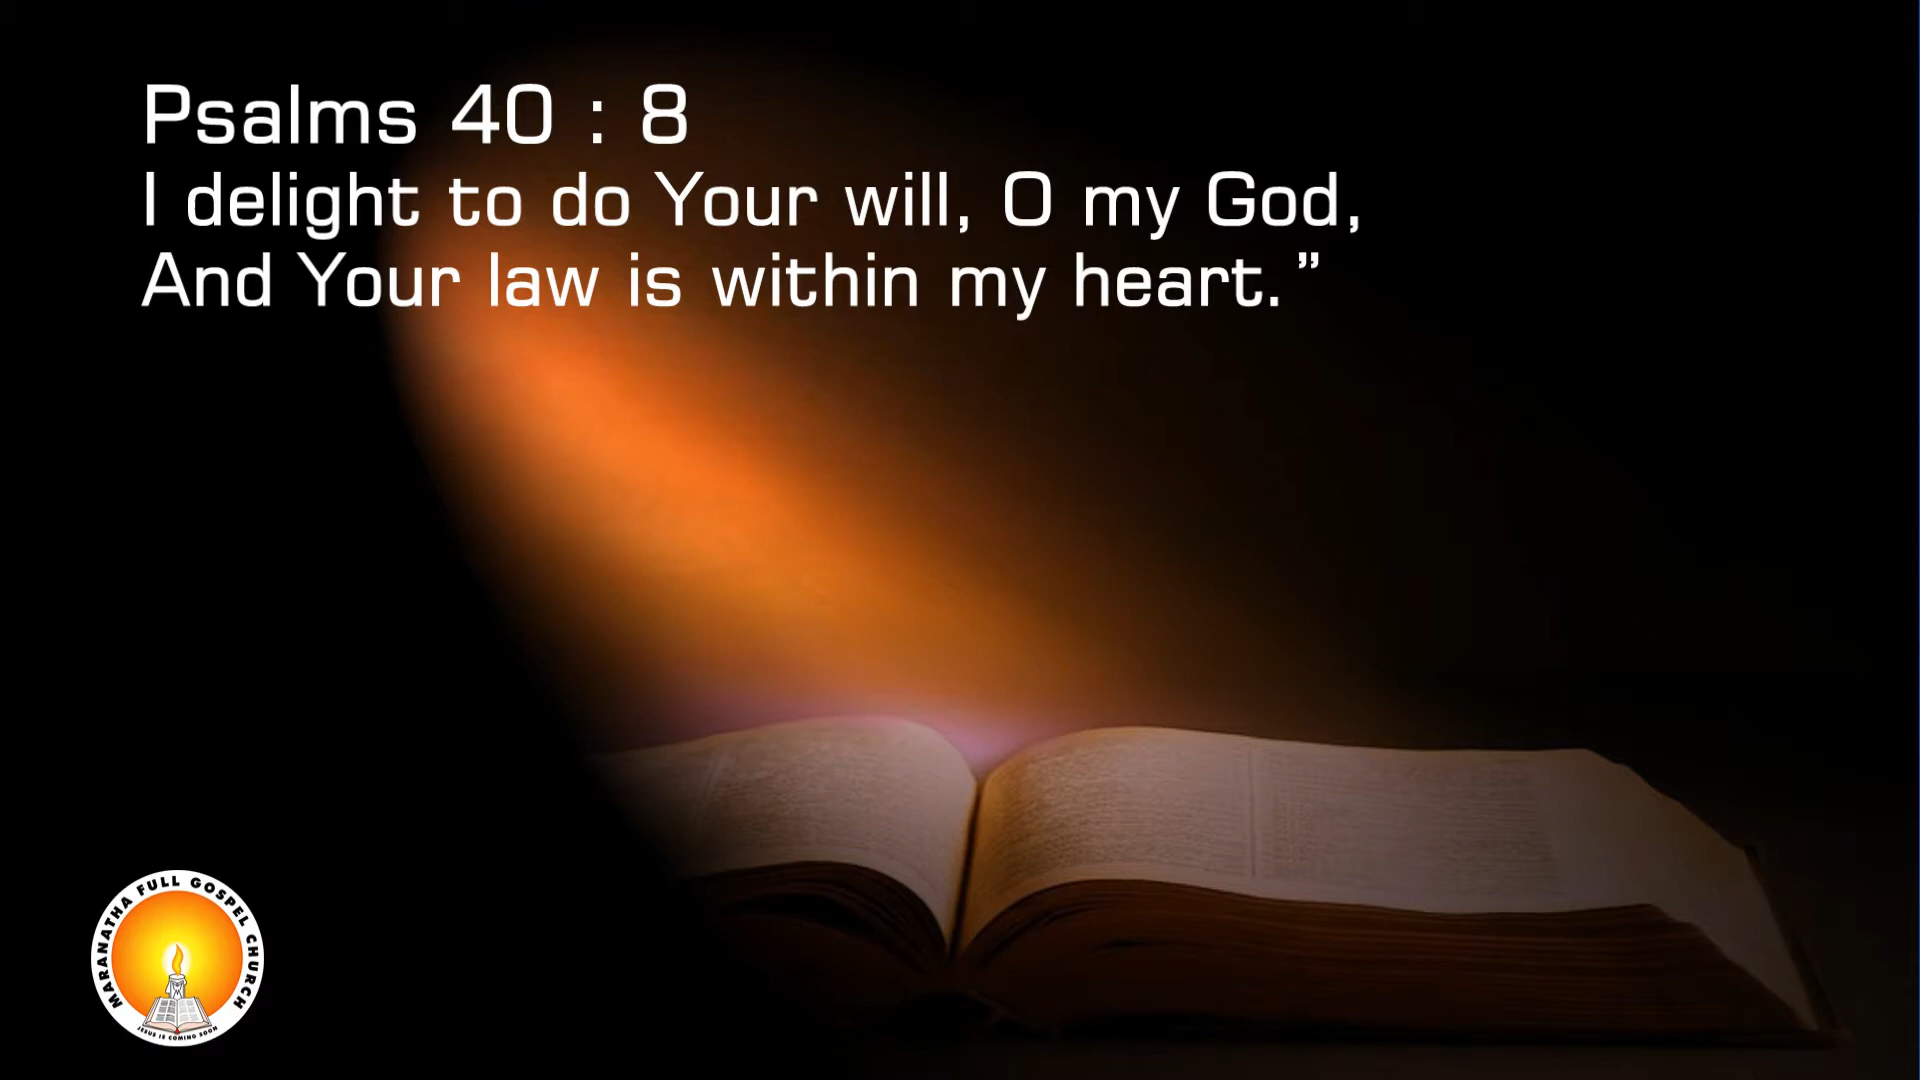 Psalms 40 : 8
I delight to do Your will, O my God,
And Your law is within my heart.”
MARANATHA FULL GOSPEL CHURCH
JESUS IS COMING SOON